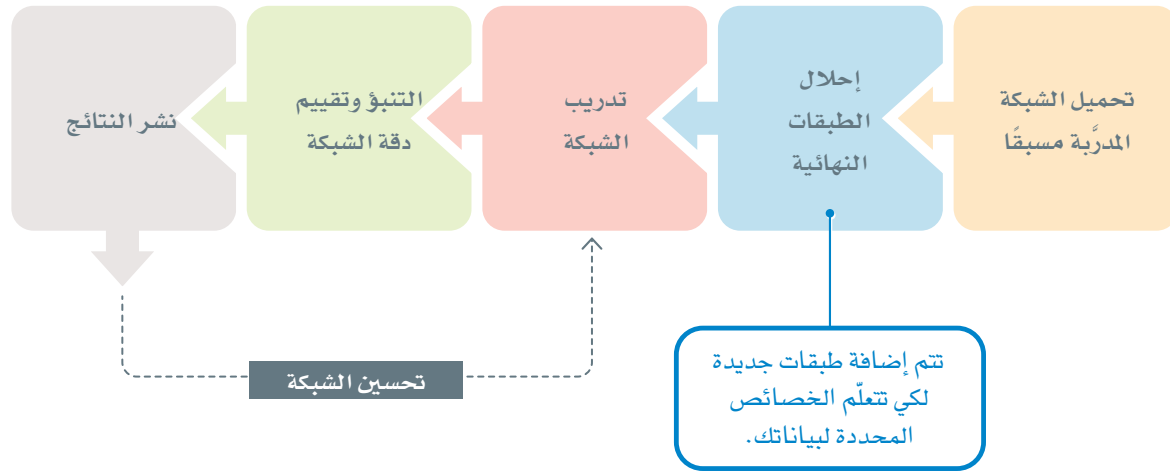 تحميل الشبكة
المدرَّبة مسبقًا
إحلال
الطبقات
النهائية
تدريب
الشبكة
التنبؤ وتقييم
دقة الشبكة
نشر النتائج
تحسين الشبكة
تتم إضافة طبقات جديدة
لكي تتعلّم الخصائص
المحددة لبياناتك.